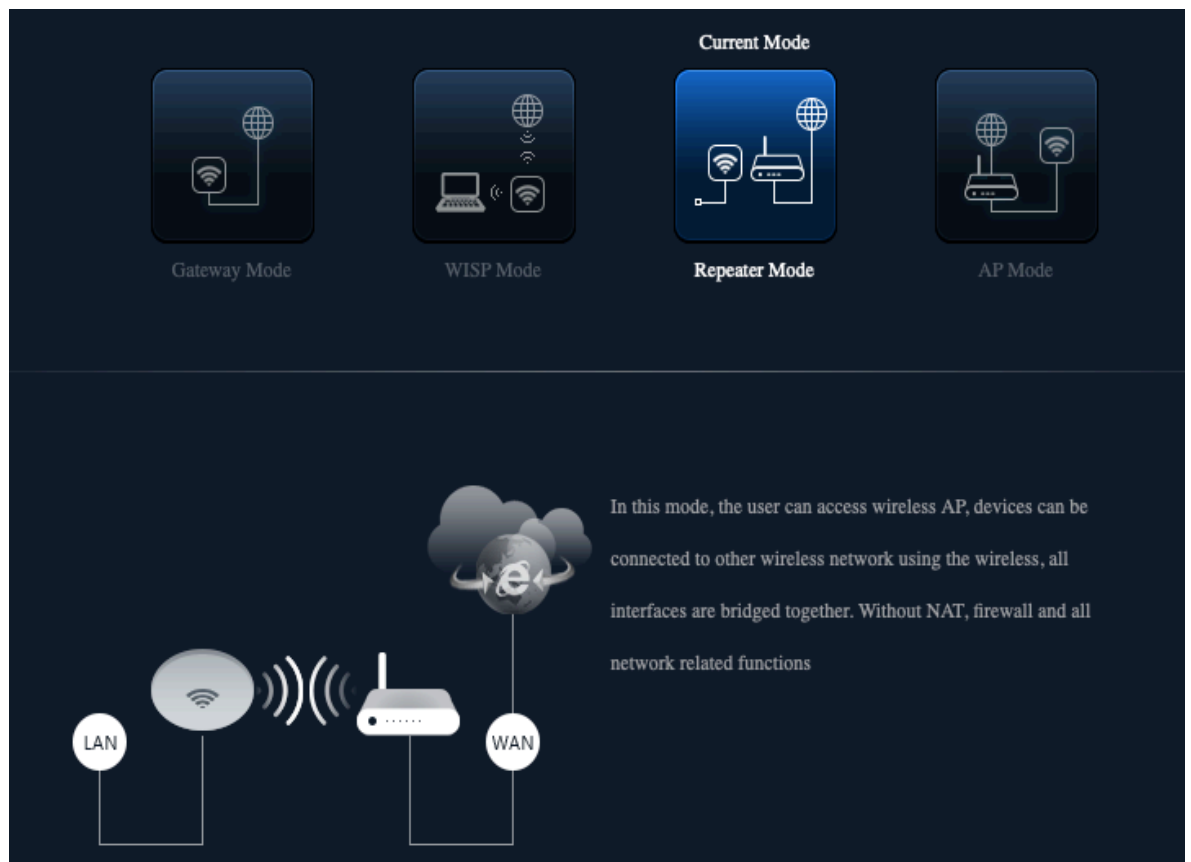 Current Mode
Gateway Mode
WISP Mode
Repeater Mode
AP Mode
In this mode, the user can access wireless AP, devices can be
connected to other wireless network using the wireless, all
interfaces are bridged together. Without NAT, firewall and all
network related functions
LAN
WAN